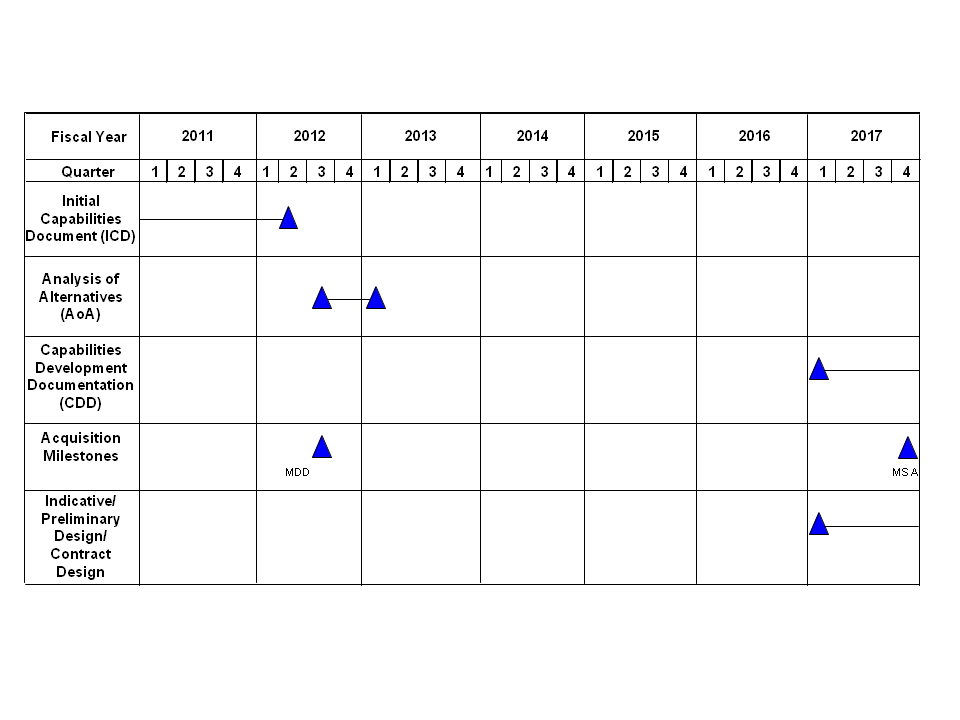 Fiscal Year 2011 2012 2013 2014 2015 2016 2017
Quarter 1 2 3 4 1 2 3 4 1 2 3 4 1 2 3 4 1 2 3 4 1 2 3 4 1 2 3 4
Initial
Capabilities
Document (ICD)
Analysis of
Alternatives
(AoA)
Capabilities
Development
Documentation
(CDD)
Acquisition
Milestones
MDD MSA
Indicative/
Preliminary
Design/
Contract
Design